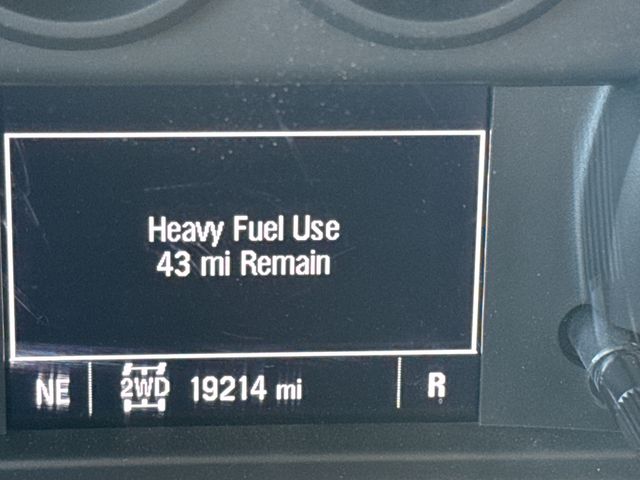 Heavy Fuel Use
43 mi Remain
NE 2WD 19214 mi R